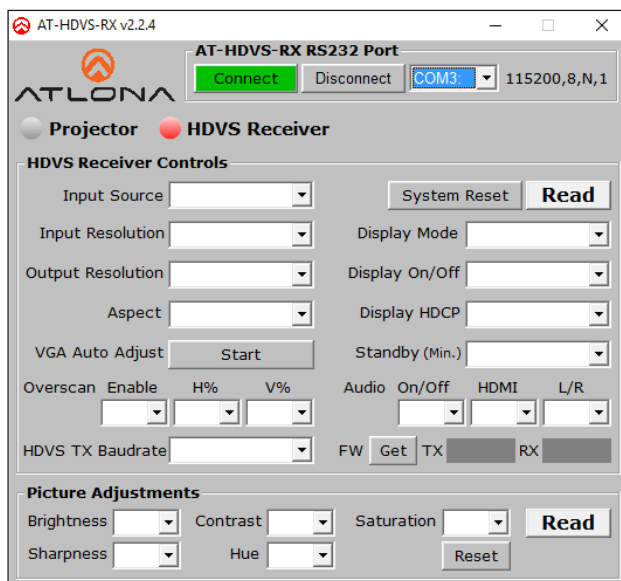 AT-HDVS-RX v2.2.4
ATLONA
AT-HDVS-RX RS232 Port
Connect Disconnect COM3: 115200,8,N,1
Projector HDVS Receiver
HDVS Receiver Controls
Input Source System Reset Read
Input Resolution Display Mode
Output Resolution Display On/Off
Aspect Display HDCP
VGA Auto Adjust Start Standby (Min.)
Overscan Enable H% V% Audio On/Off HDMI L/R
HDVS TX Baudrate FW Get TX RX
Picture Adjustments
Brightness Contrast Saturation Read
Sharpness Hue Reset